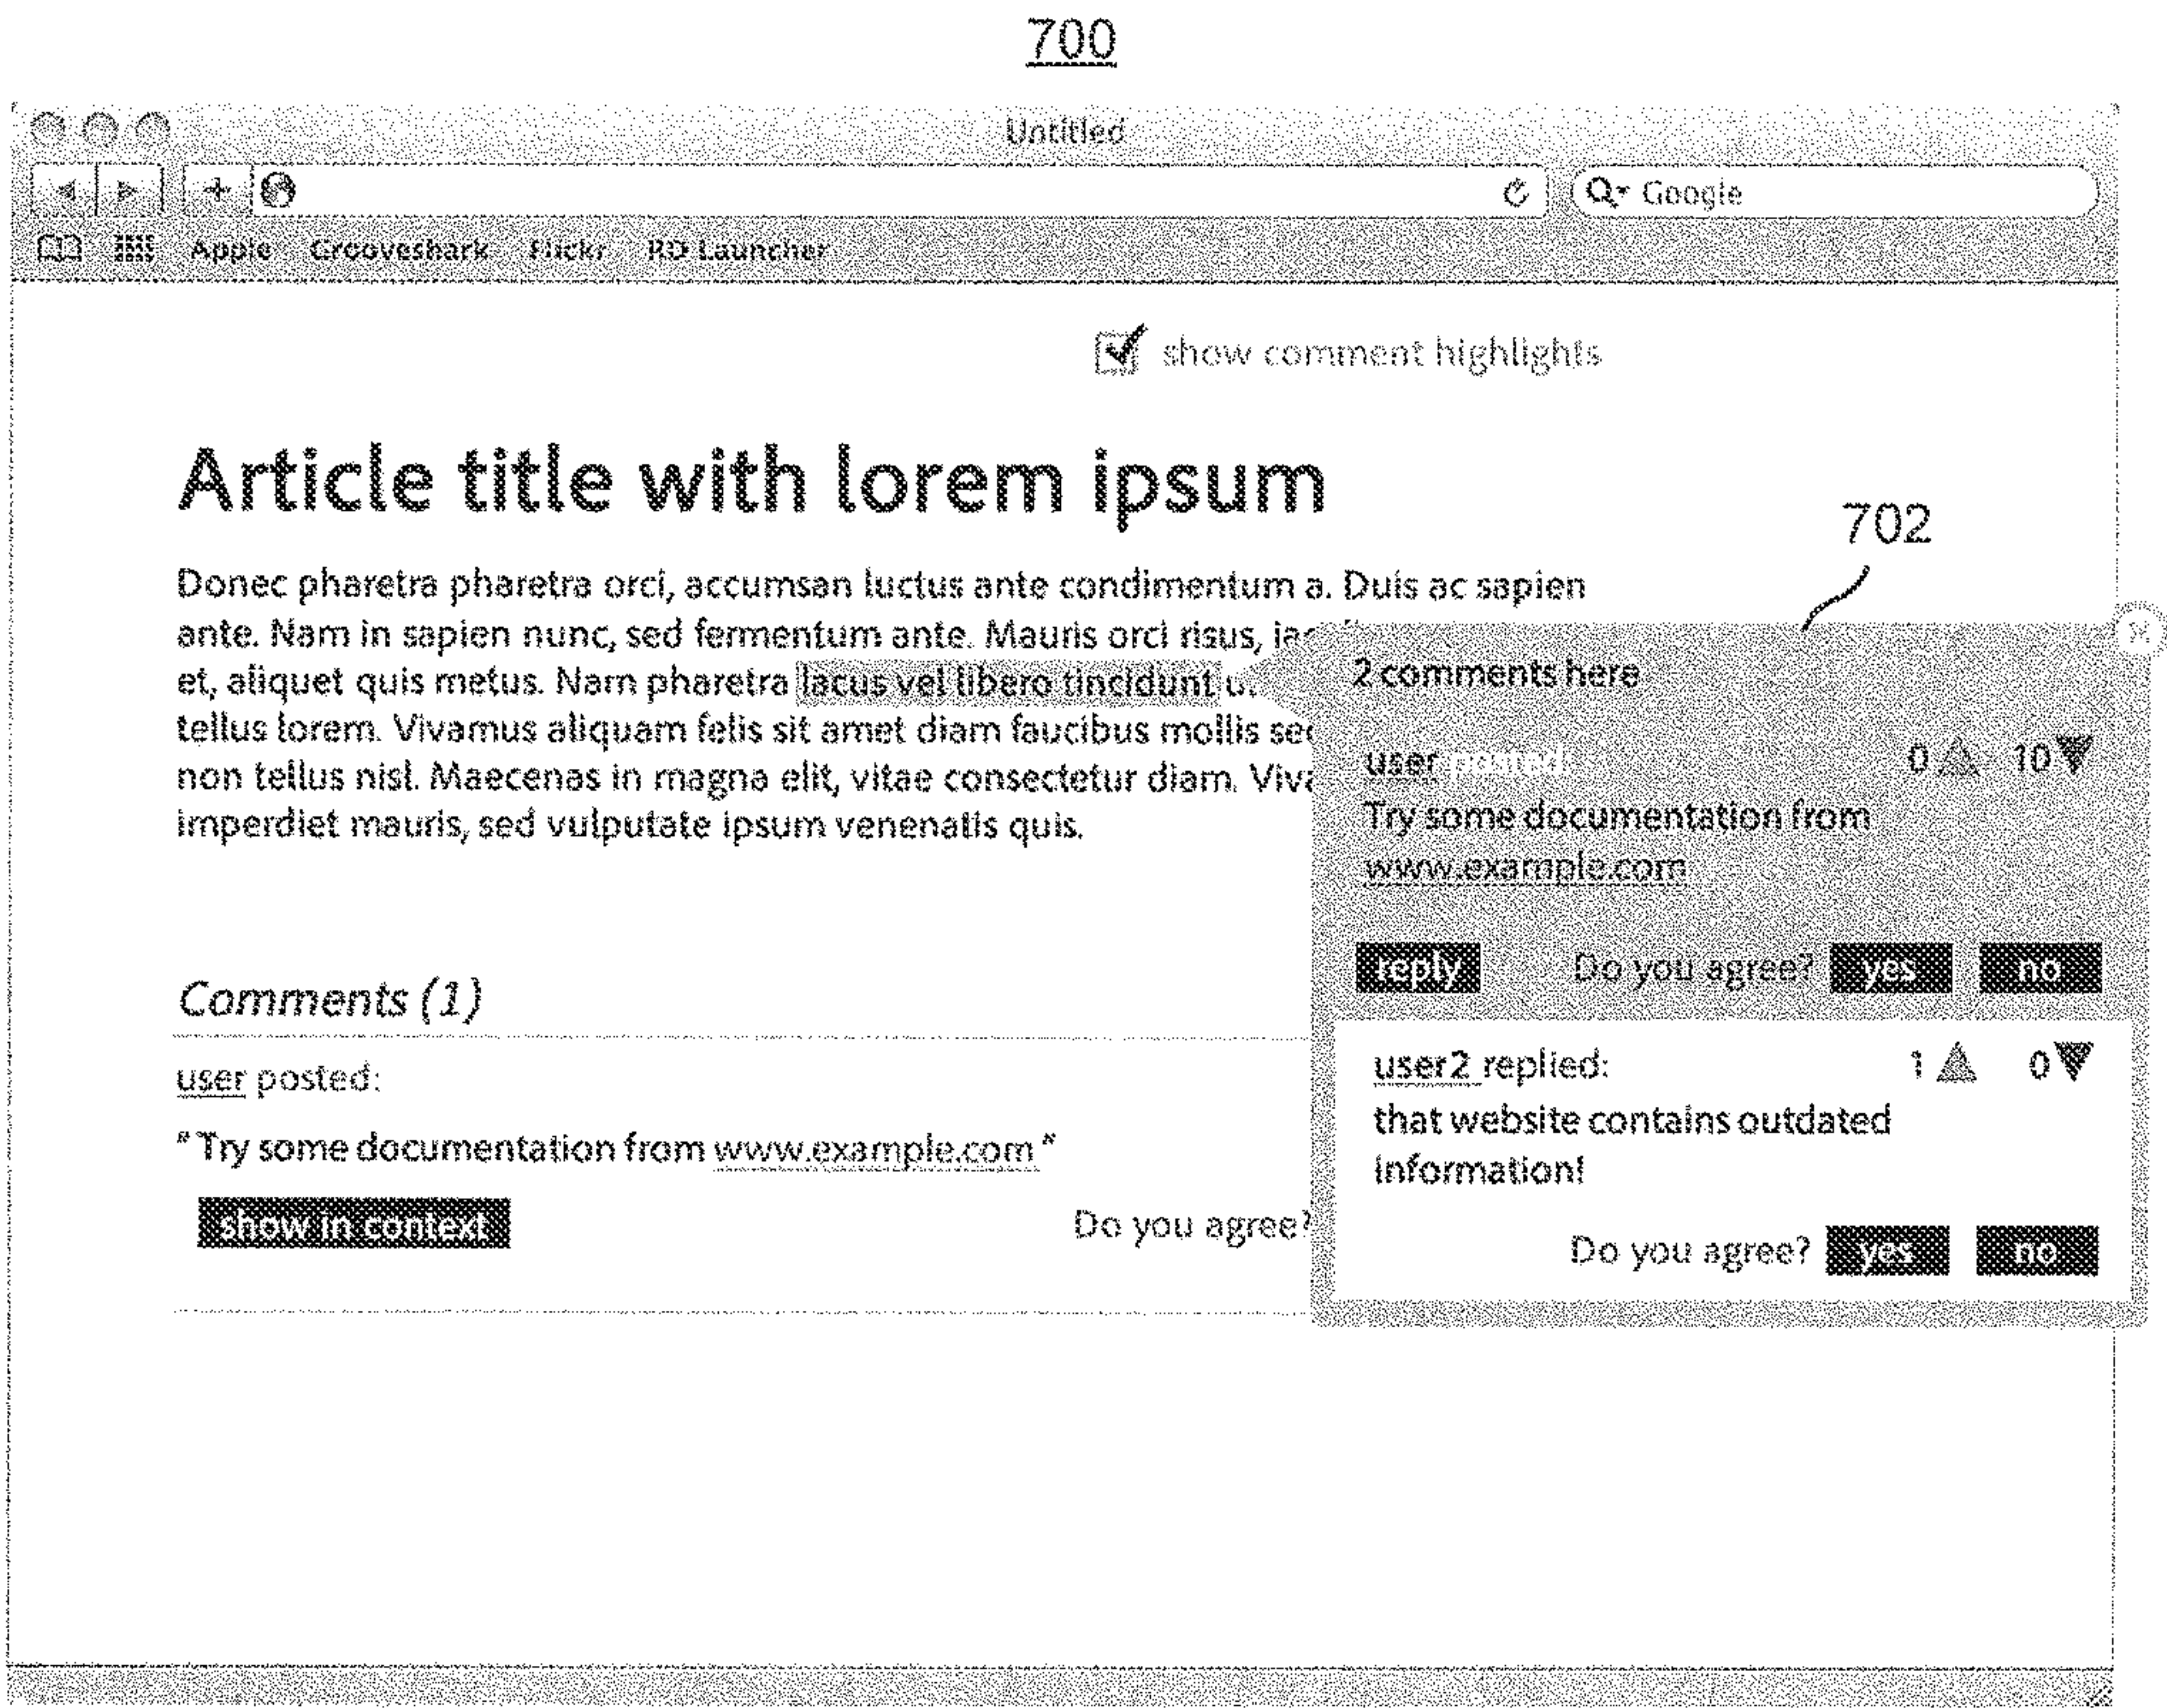 700
Untitled
Google
Apple Grooveshark Flickr RD Launcher
show comment highlights
Article title with lorem ipsum
702
Donec pharetra pharetra orci, accumsan luctus ante condimentum a. Duis ac sapien
ante. Nam in sapien nunc, sed fermentum ante. Mauris orci risus,
et, aliquet quis metus. Nam pharetra lacus vel libero tincidunt
tellus lorem. Vivamus aliquam felis sit amet diam faucibus mollis
non tellus nisl. Maecenas in magna elit, vitae consectetur diam.
imperdiet mauris, sed vulputate ipsum venenatis quis.
2 comments here
user posted:
0 10
Try some documentation from
www.example.com
reply Do you agree? yes no
user2 replied:
1 0
that website contains outdated
information!
Do you agree? yes no
Comments (1)
user posted:
"Try some documentation from www.example.com"
show in context Do you agree?